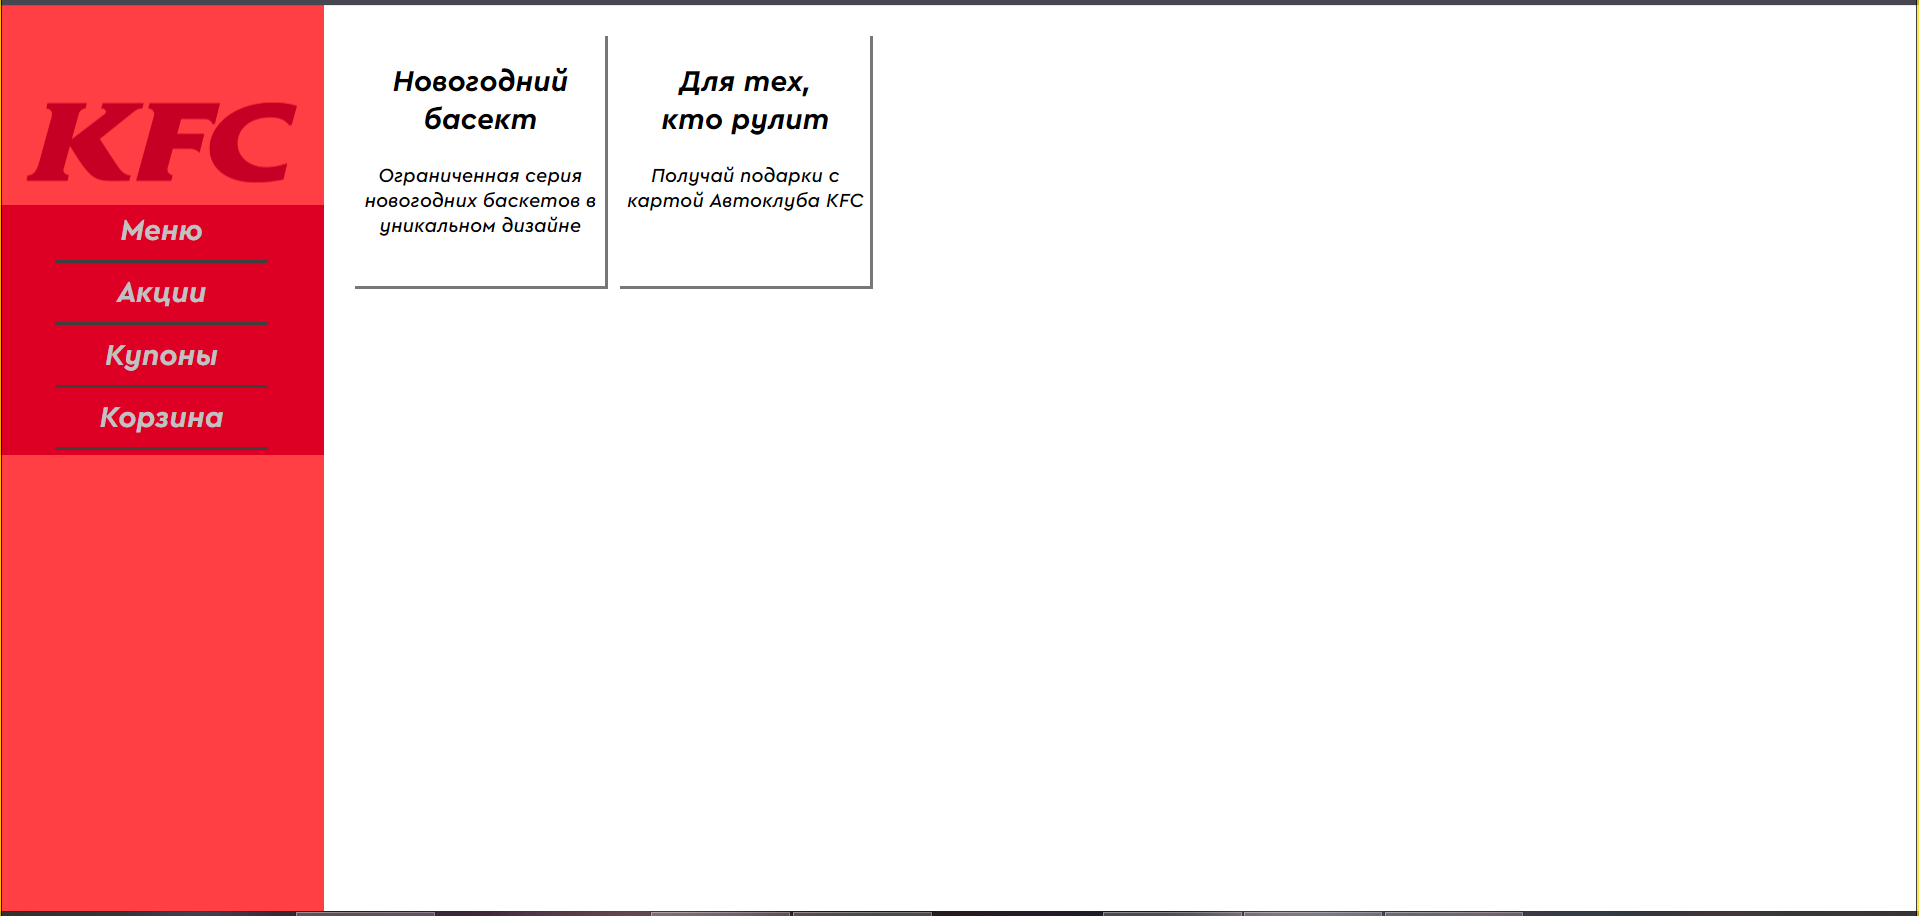 KFC
Меню
Акции
Купоны
Корзина
Новогодний
басект
Ограниченная серия
новогодних баскетов в
уникальном дизайне
Для тех,
кто рулит
Получай подарки с
картой Автоклуба KFC